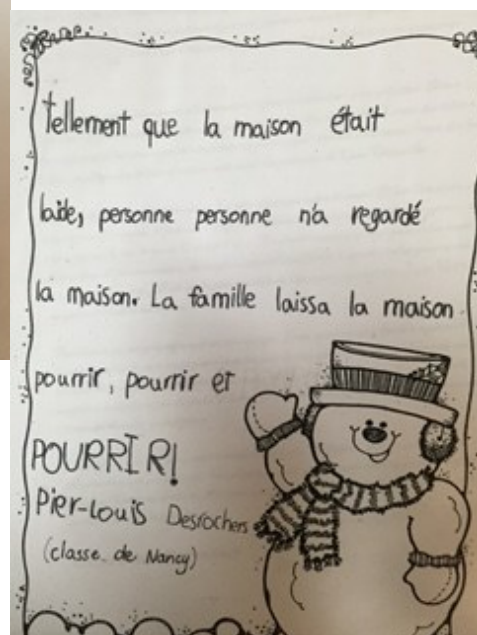 tellement que la maison était
laide, personne personne n'a regardé
la maison. La famille laissa la maison
pourrir, pourrir et
POURRIR!
Pier-Louis Desrochers
(classe de Nancy)